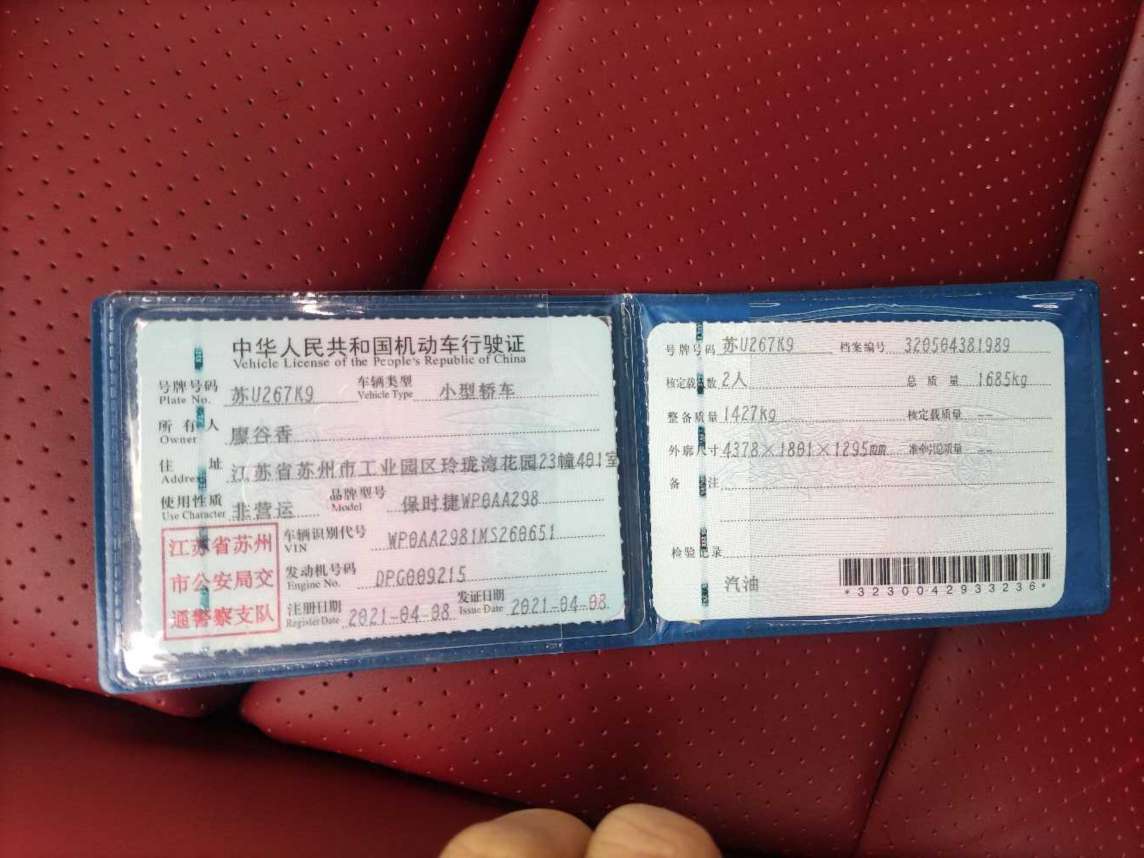 中华人民共和国机动车行驶证
Vehicle License of the People's Republic of China
号牌号码 苏U267K9 车辆类型 小型轿车
Plate No. Vehicle Type
所有人 廖谷香
Owner
住址 江苏省苏州市工业园区玲珑湾花园23幢401室
Address
使用性质 非营运 品牌型号 保时捷WP0AA298
Use Character Model
江苏省苏州
市公安局交
通警察支队
车辆识别代号 WP0AA2981MS260651
VIN
发动机号码 DPG009215
Engine No.
注册日期 2021-04-08 发证日期 2021-04-08
Register Date Issue Date
号牌号码 苏U267K9 档案编号 320504381989
核定载人数 2人 总质量 1685kg
整备质量 1427kg 核定载质量 --
外廓尺寸 4378×1801×1295mm 准牵引总质量 --
备注
检验记录
汽油
*3230042933236*